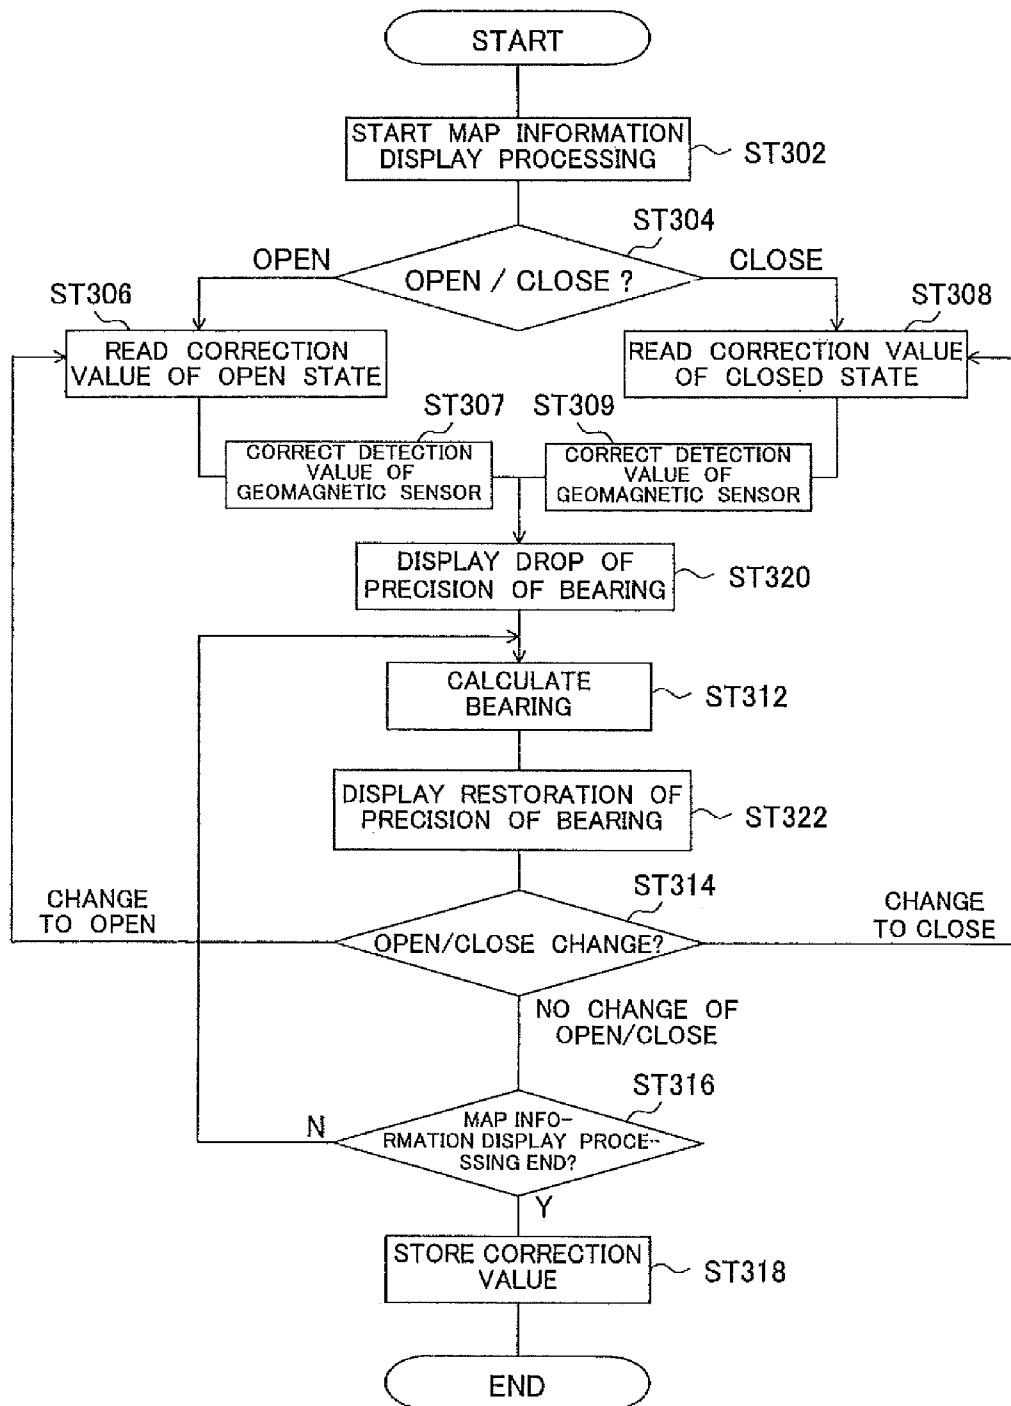 START
START MAP INFORMATION
DISPLAY PROCESSING
ST302
ST304
OPEN
OPEN / CLOSE ?
CLOSE
ST306
READ CORRECTION
VALUE OF OPEN STATE
ST308
READ CORRECTION VALUE
OF CLOSED STATE
ST307
CORRECT DETECTION
VALUE OF
GEOMAGNETIC SENSOR
ST309
CORRECT DETECTION
VALUE OF
GEOMAGNETIC SENSOR
DISPLAY DROP OF
PRECISION OF BEARING
ST320
CALCULATE
BEARING
ST312
DISPLAY RESTORATION OF
PRECISION OF BEARING
ST322
ST314
CHANGE
TO OPEN
OPEN/CLOSE CHANGE?
CHANGE
TO CLOSE
NO CHANGE OF
OPEN/CLOSE
ST316
N
MAP INFO-
RMATION DISPLAY PROCE-
SSING END?
Y
STORE CORRECTION
VALUE
ST318
END